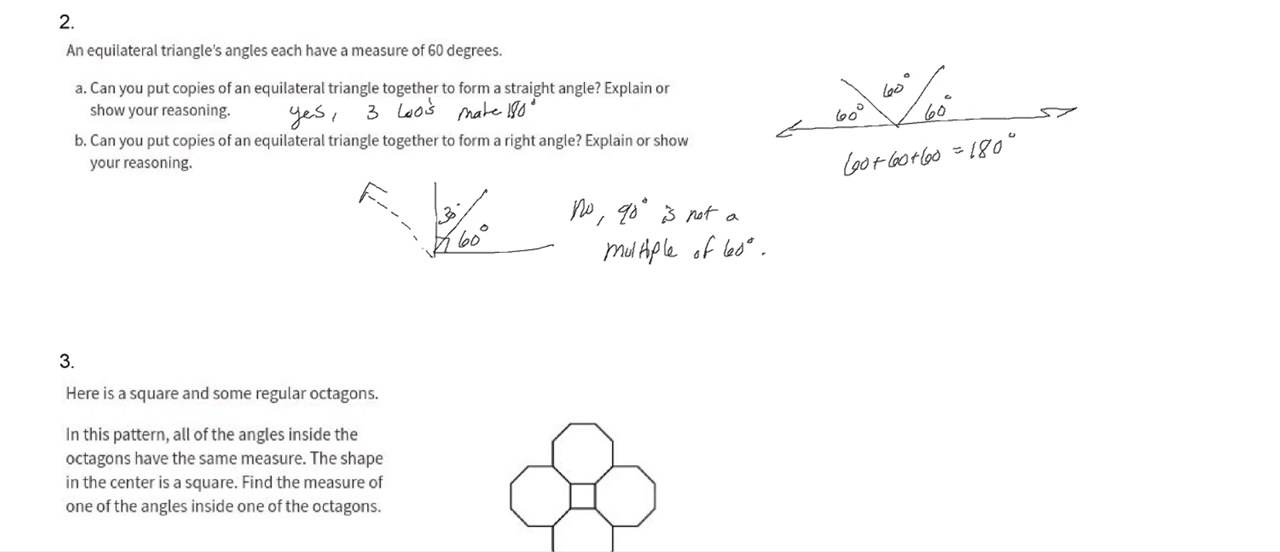 2.
An equilateral triangle's angles each have a measure of 60 degrees.
a. Can you put copies of an equilateral triangle together to form a straight angle? Explain or
show your reasoning. yes, 3 60's make 180°
b. Can you put copies of an equilateral triangle together to form a right angle? Explain or show
your reasoning.
60° 60° 60°
60+60+60 = 180°
30°
60°
No, 90° is not a
multiple of 60°.
3.
Here is a square and some regular octagons.
In this pattern, all of the angles inside the
octagons have the same measure. The shape
in the center is a square. Find the measure of
one of the angles inside one of the octagons.